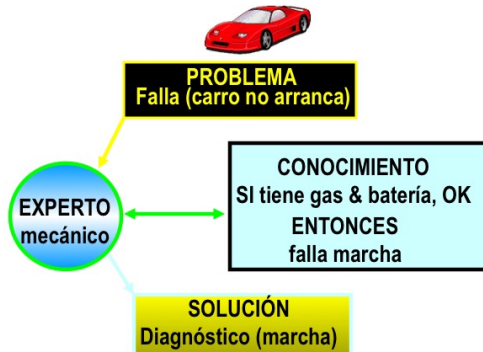 PROBLEMA
Falla (carro no arranca)
EXPERTO
mecánico
CONOCIMIENTO
SI tiene gas & batería, OK
ENTONCES
falla marcha
SOLUCIÓN
Diagnóstico (marcha)